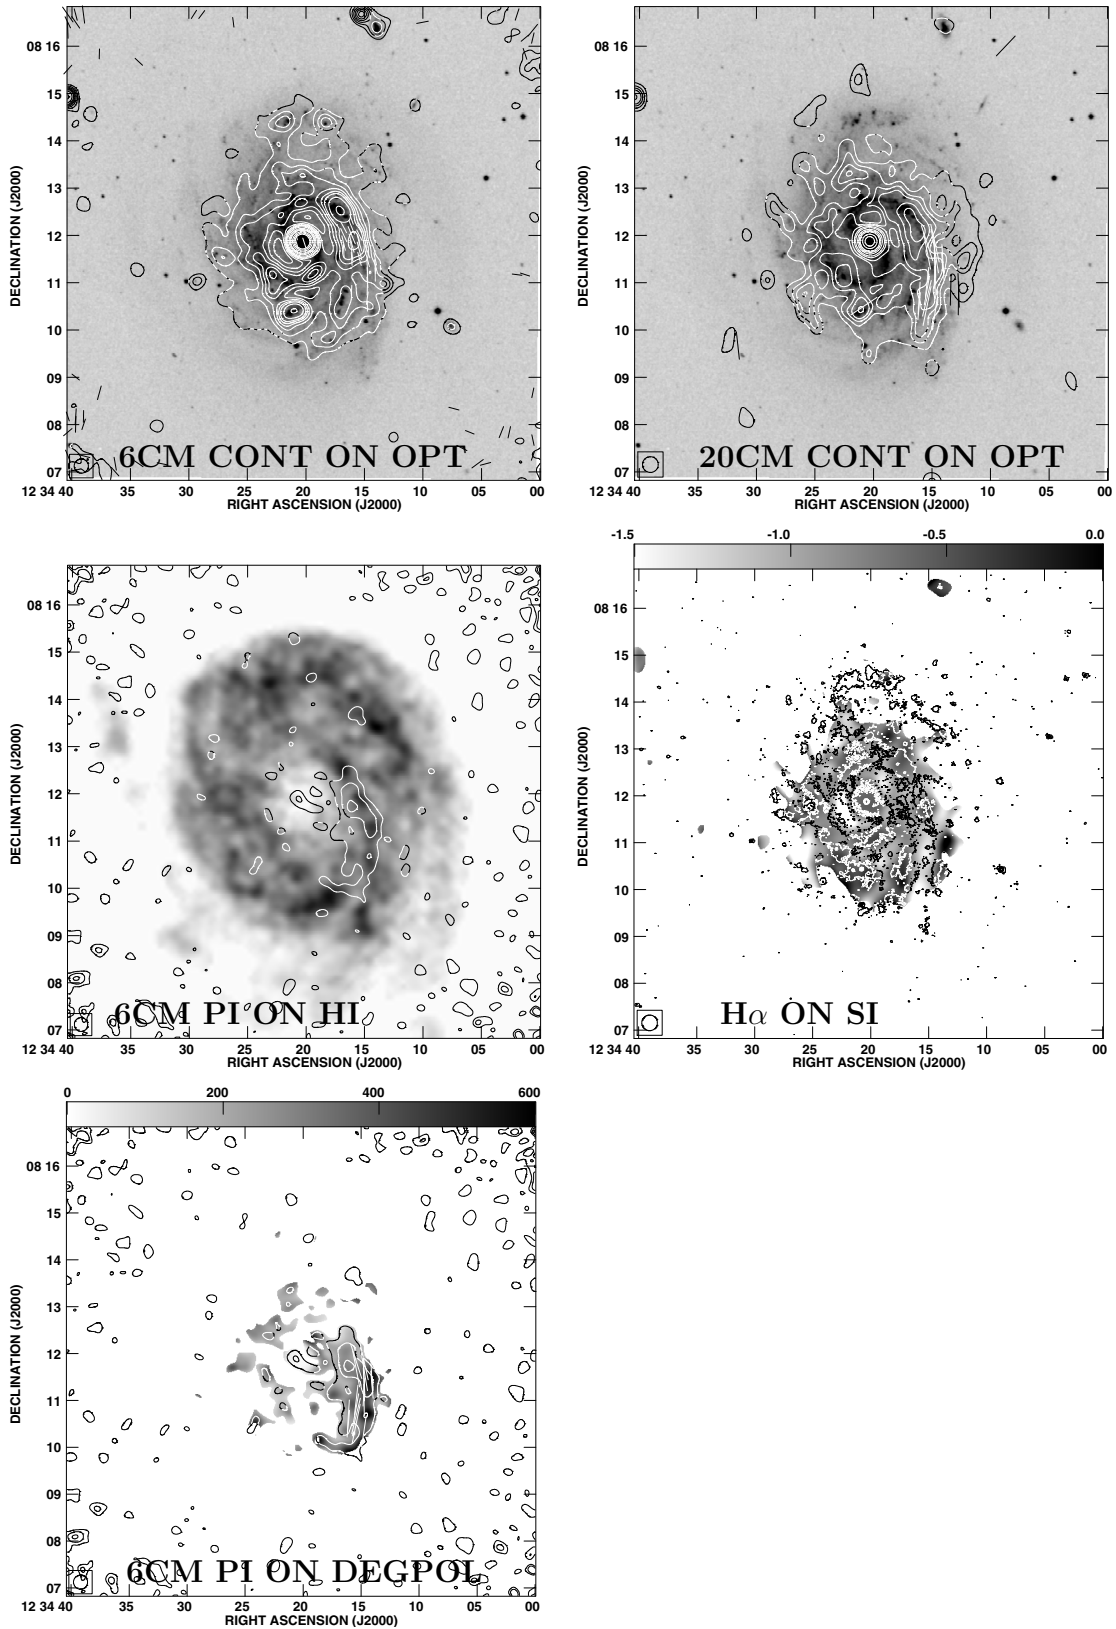 08 16
15
14
13
12
11
10
09
08
07
DECLINATION (J2000)
6CM CONT ON OPT
12 34 40 35 30 25 20 15 10 05 00
RIGHT ASCENSION (J2000)
08 16
15
14
13
12
11
10
09
08
07
DECLINATION (J2000)
20CM CONT ON OPT
12 34 40 35 30 25 20 15 10 05 00
RIGHT ASCENSION (J2000)
08 16
15
14
13
12
11
10
09
08
07
DECLINATION (J2000)
6CM PI ON HI
12 34 40 35 30 25 20 15 10 05 00
RIGHT ASCENSION (J2000)
-1.5 -1.0 -0.5 0.0
08 16
15
14
13
12
11
10
09
08
07
DECLINATION (J2000)
Hα ON SI
12 34 40 35 30 25 20 15 10 05 00
RIGHT ASCENSION (J2000)
0 200 400 600
08 16
15
14
13
12
11
10
09
08
07
DECLINATION (J2000)
6CM PI ON DEGPOL
12 34 40 35 30 25 20 15 10 05 00
RIGHT ASCENSION (J2000)